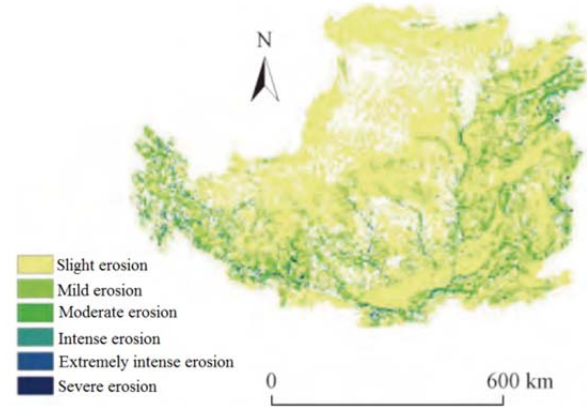 N
Slight erosion
Mild erosion
Moderate erosion
Intense erosion
Extremely intense erosion
Severe erosion
0 600 km